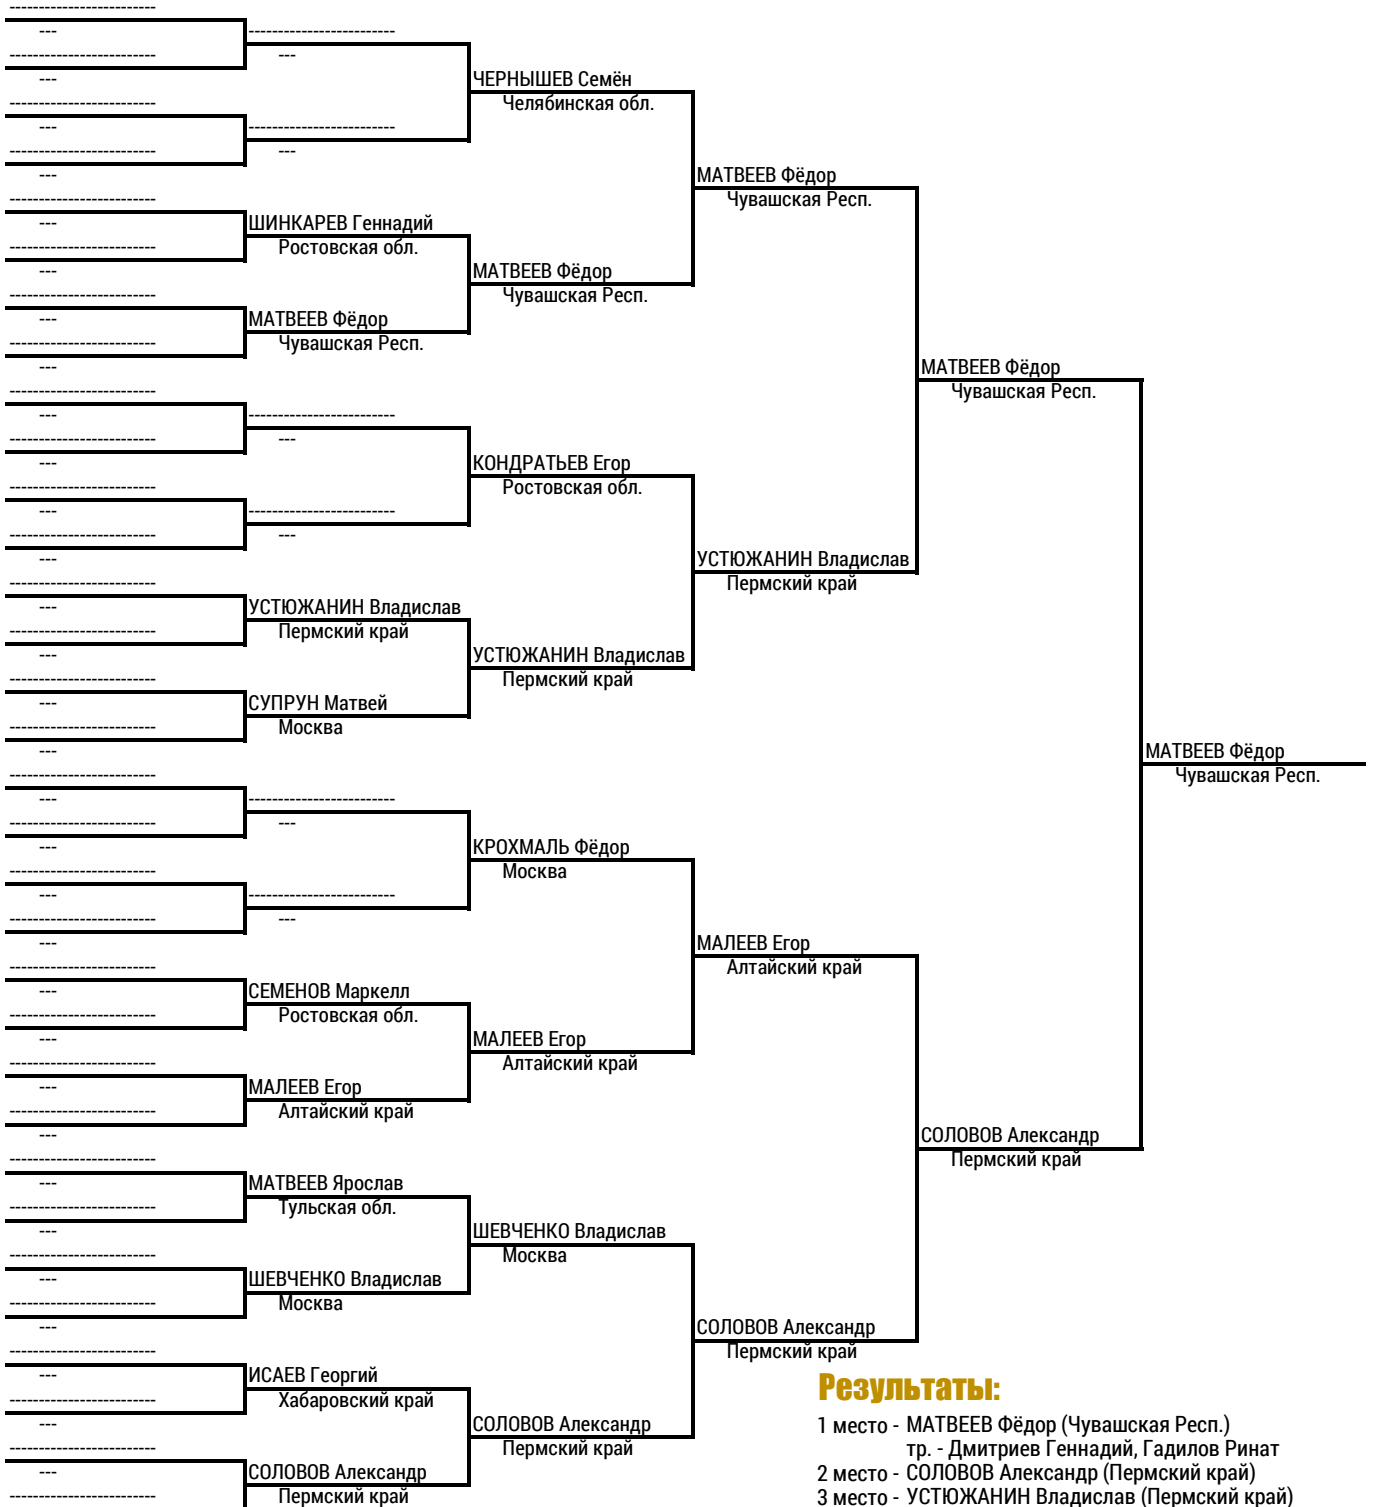 ЧЕРНЫШЕВ Семён
Челябинская обл.
МАТВЕЕВ Фёдор
Чувашская Респ.
ШИНКАРЕВ Геннадий
Ростовская обл.
МАТВЕЕВ Фёдор
Чувашская Респ.
МАТВЕЕВ Фёдор
Чувашская Респ.
МАТВЕЕВ Фёдор
Чувашская Респ.
КОНДРАТЬЕВ Егор
Ростовская обл.
УСТЮЖАНИН Владислав
Пермский край
УСТЮЖАНИН Владислав
Пермский край
УСТЮЖАНИН Владислав
Пермский край
СУПРУН Матвей
Москва
МАТВЕЕВ Фёдор
Чувашская Респ.
КРОХМАЛЬ Фёдор
Москва
МАЛЕЕВ Егор
Алтайский край
СЕМЕНОВ Маркелл
Ростовская обл.
МАЛЕЕВ Егор
Алтайский край
МАЛЕЕВ Егор
Алтайский край
СОЛОВОВ Александр
Пермский край
МАТВЕЕВ Ярослав
Тульская обл.
ШЕВЧЕНКО Владислав
Москва
ШЕВЧЕНКО Владислав
Москва
СОЛОВОВ Александр
Пермский край
ИСАЕВ Георгий
Хабаровский край
СОЛОВОВ Александр
Пермский край
СОЛОВОВ Александр
Пермский край
Результаты:
1 место - МАТВЕЕВ Фёдор (Чувашская Респ.)
тр. - Дмитриев Геннадий, Гадилов Ринат
2 место - СОЛОВОВ Александр (Пермский край)
3 место - УСТЮЖАНИН Владислав (Пермский край)